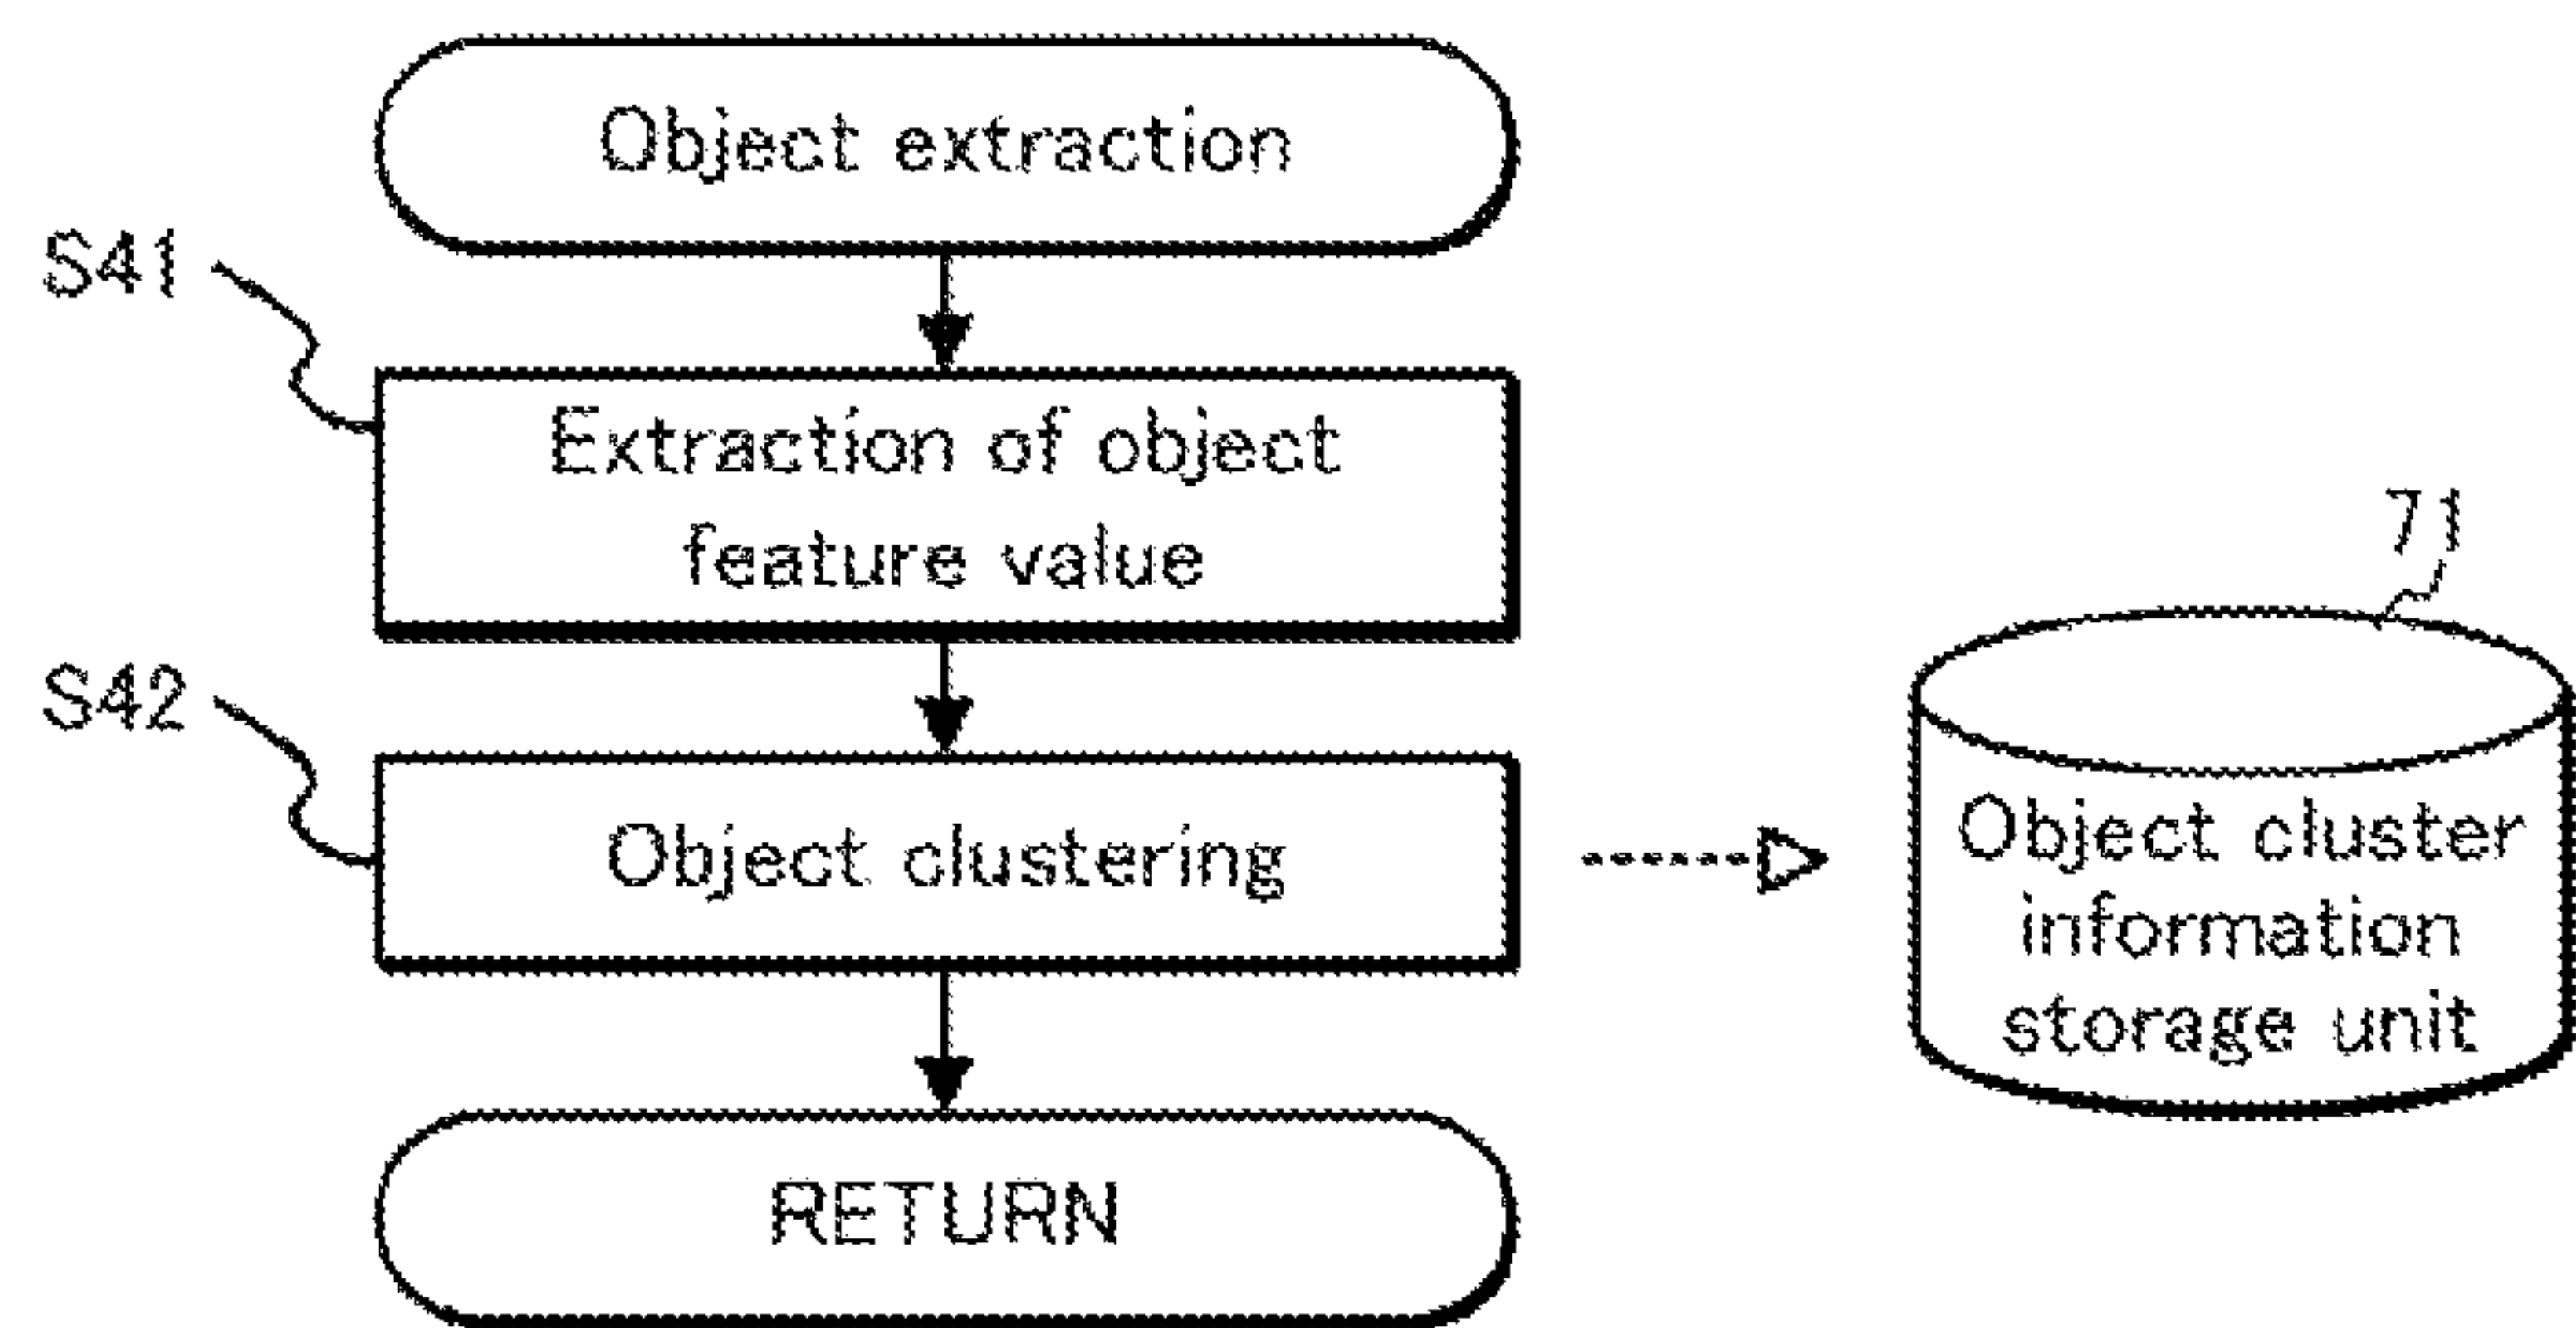 Object extraction
S41
Extraction of object
feature value
S42
Object clustering
71
Object cluster
information
storage unit
RETURN